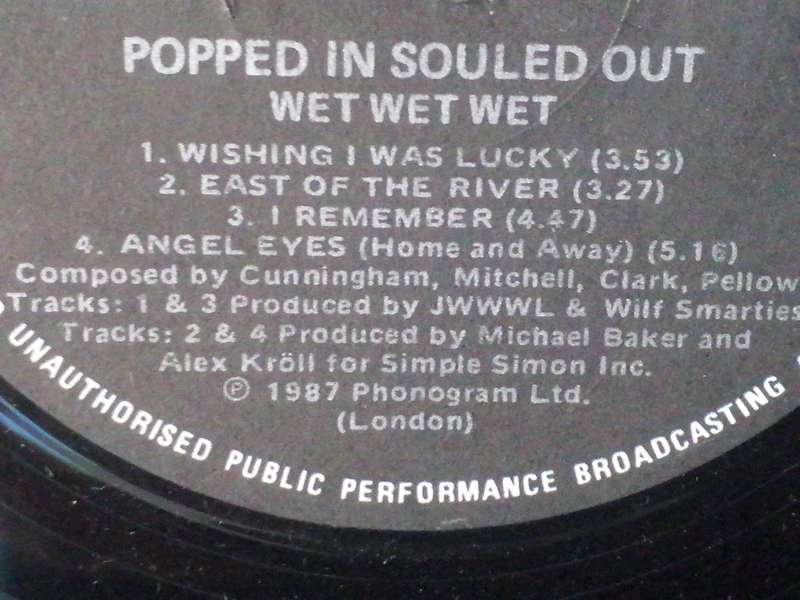 POPPED IN SOULED OUT
WET WET WET
1. WISHING I WAS LUCKY (3.53)
2. EAST OF THE RIVER (3.27)
3. I REMEMBER (4.47)
4. ANGEL EYES (Home and Away) (5.16)
Composed by Cunningham, Mitchell, Clark, Pellow
Tracks: 1 & 3 Produced by JWWWL & Wilf Smarties
Tracks: 2 & 4 Produced by Michael Baker and
Alex Kröll for Simple Simon Inc.
℗ 1987 Phonogram Ltd.
(London)
UNAUTHORISED PUBLIC PERFORMANCE BROADCASTING